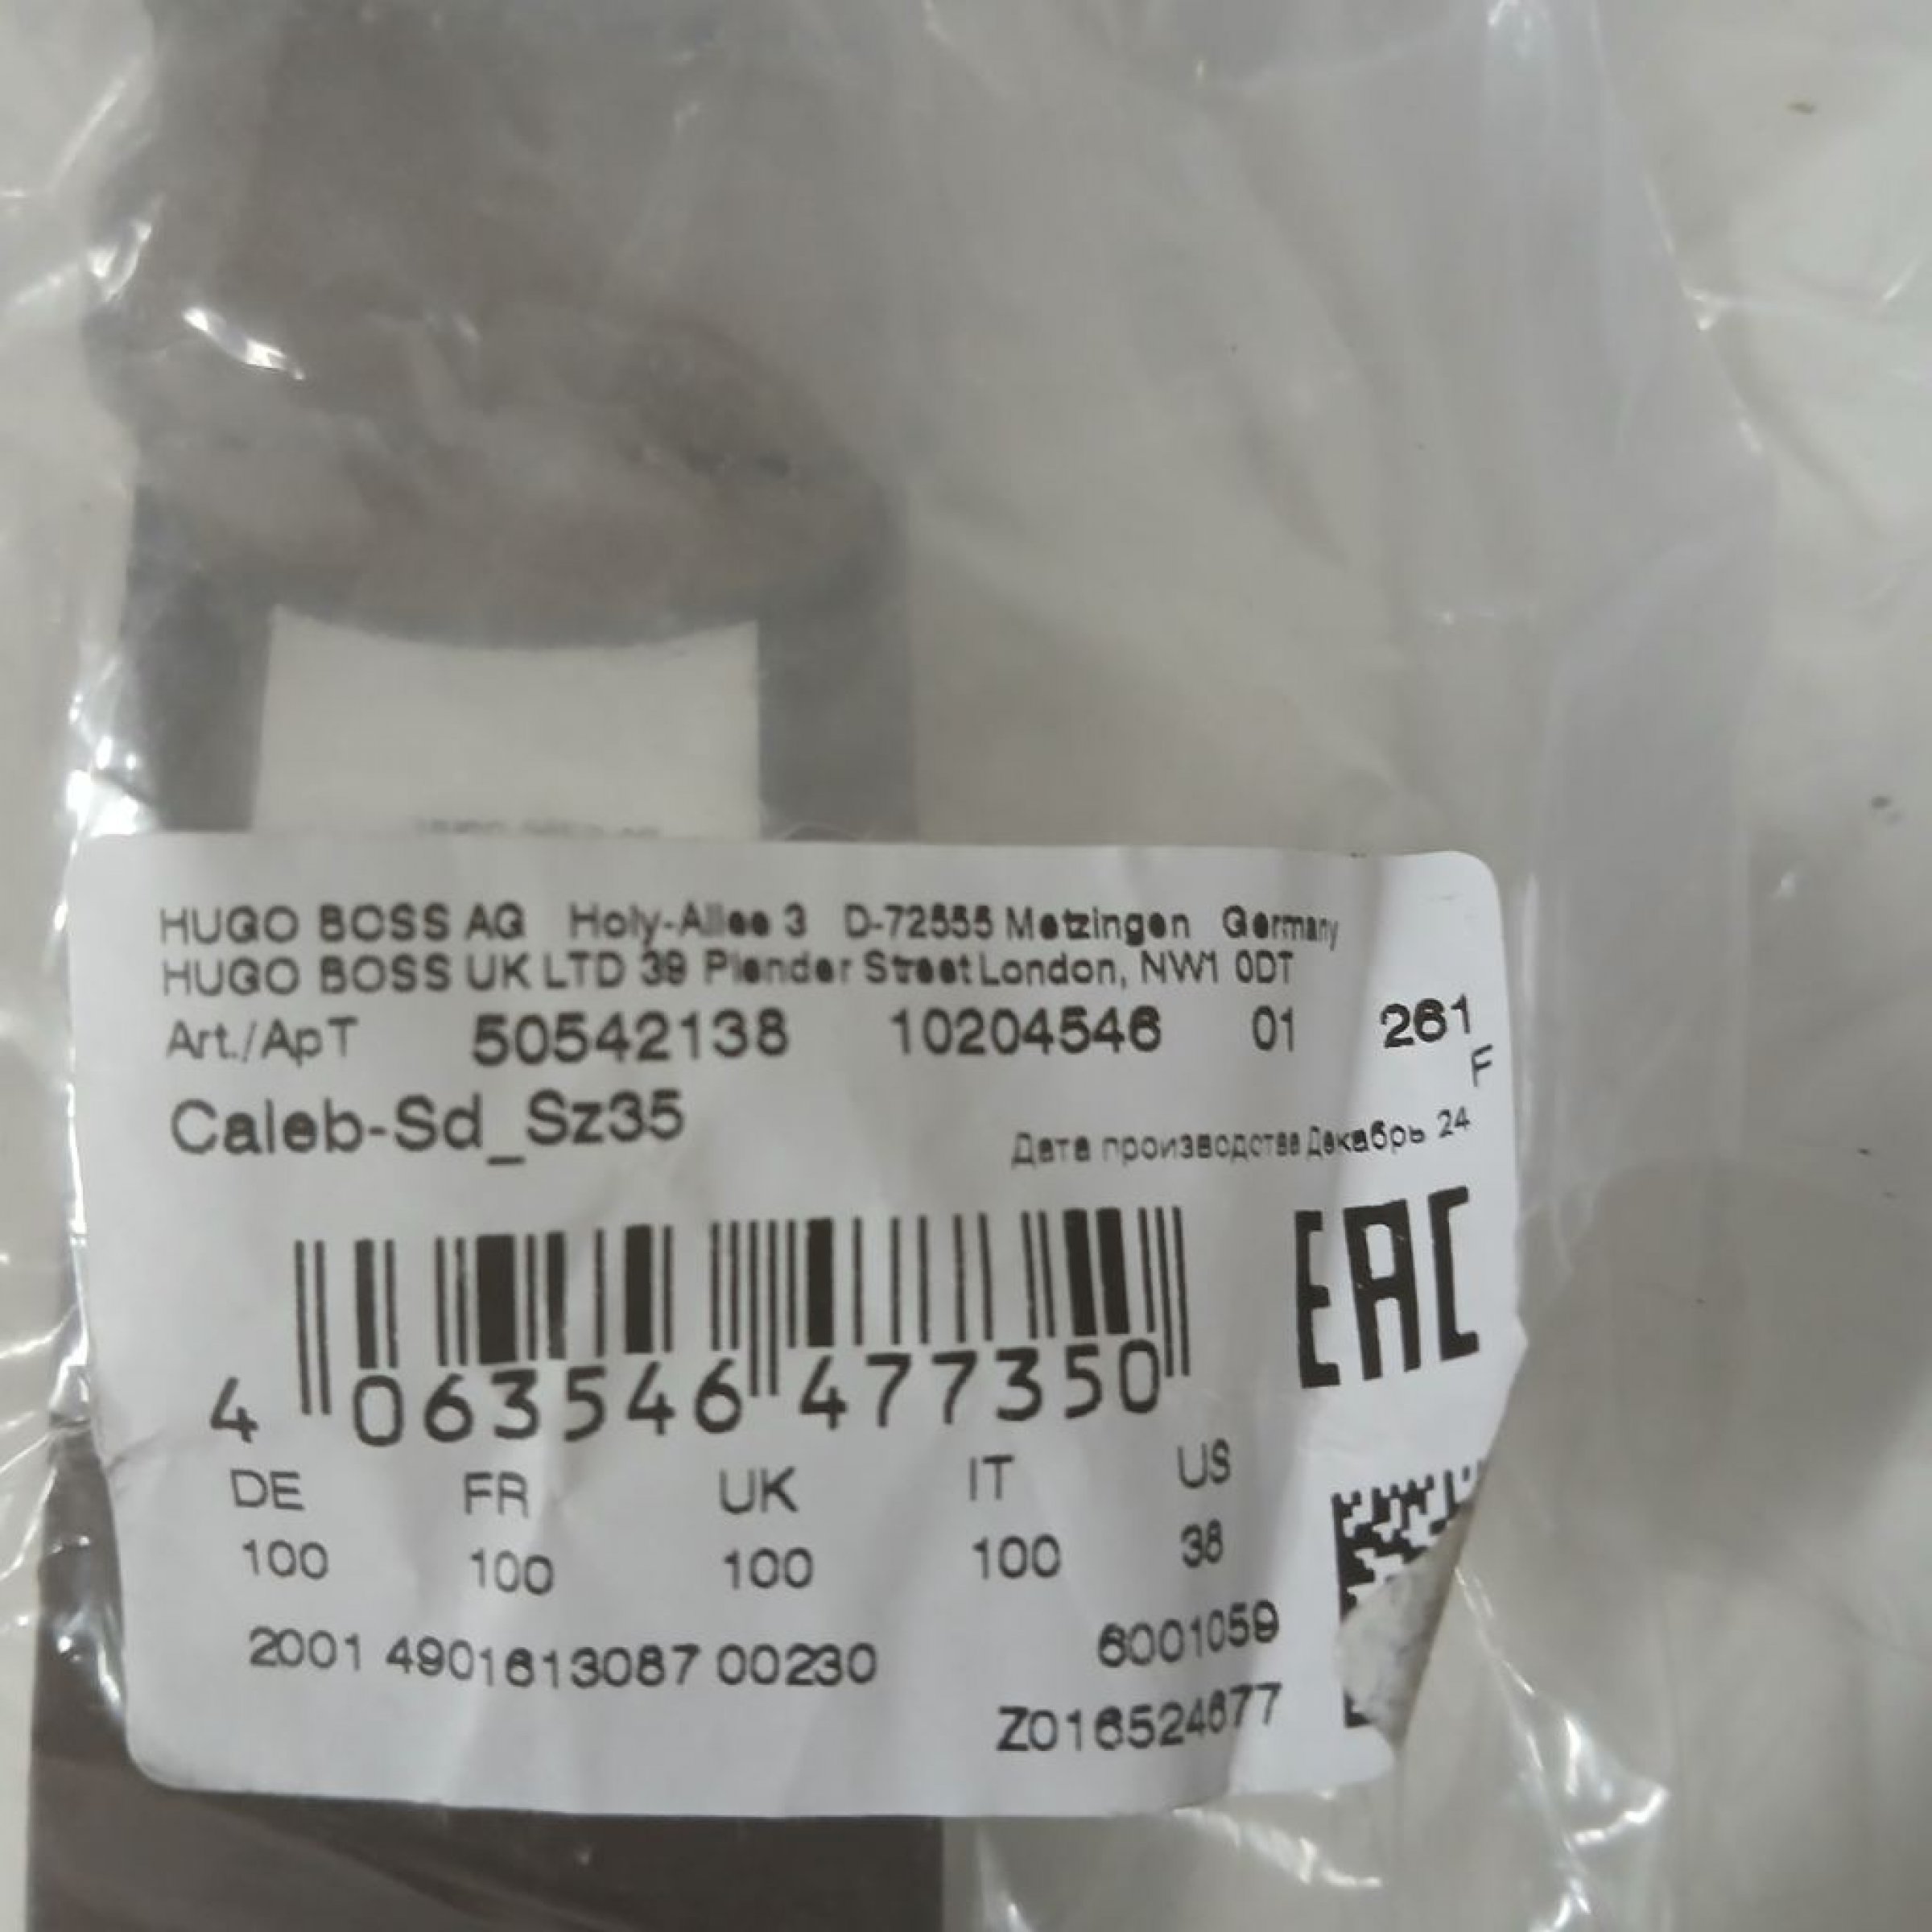 HUGO BOSS AG Holy-Allee 3 D-72555 Metzingen Germany
HUGO BOSS UK LTD 39 Plender Street London, NW1 0DT
Art./АрТ 50542138 10204546 01 261
F
Caleb-Sd_Sz35
Дата производства Декабрь 24
EAC
4 063546 477350
DE FR UK IT US
100 100 100 100 38
2001 4901613087 00230 6001059
Z016524677